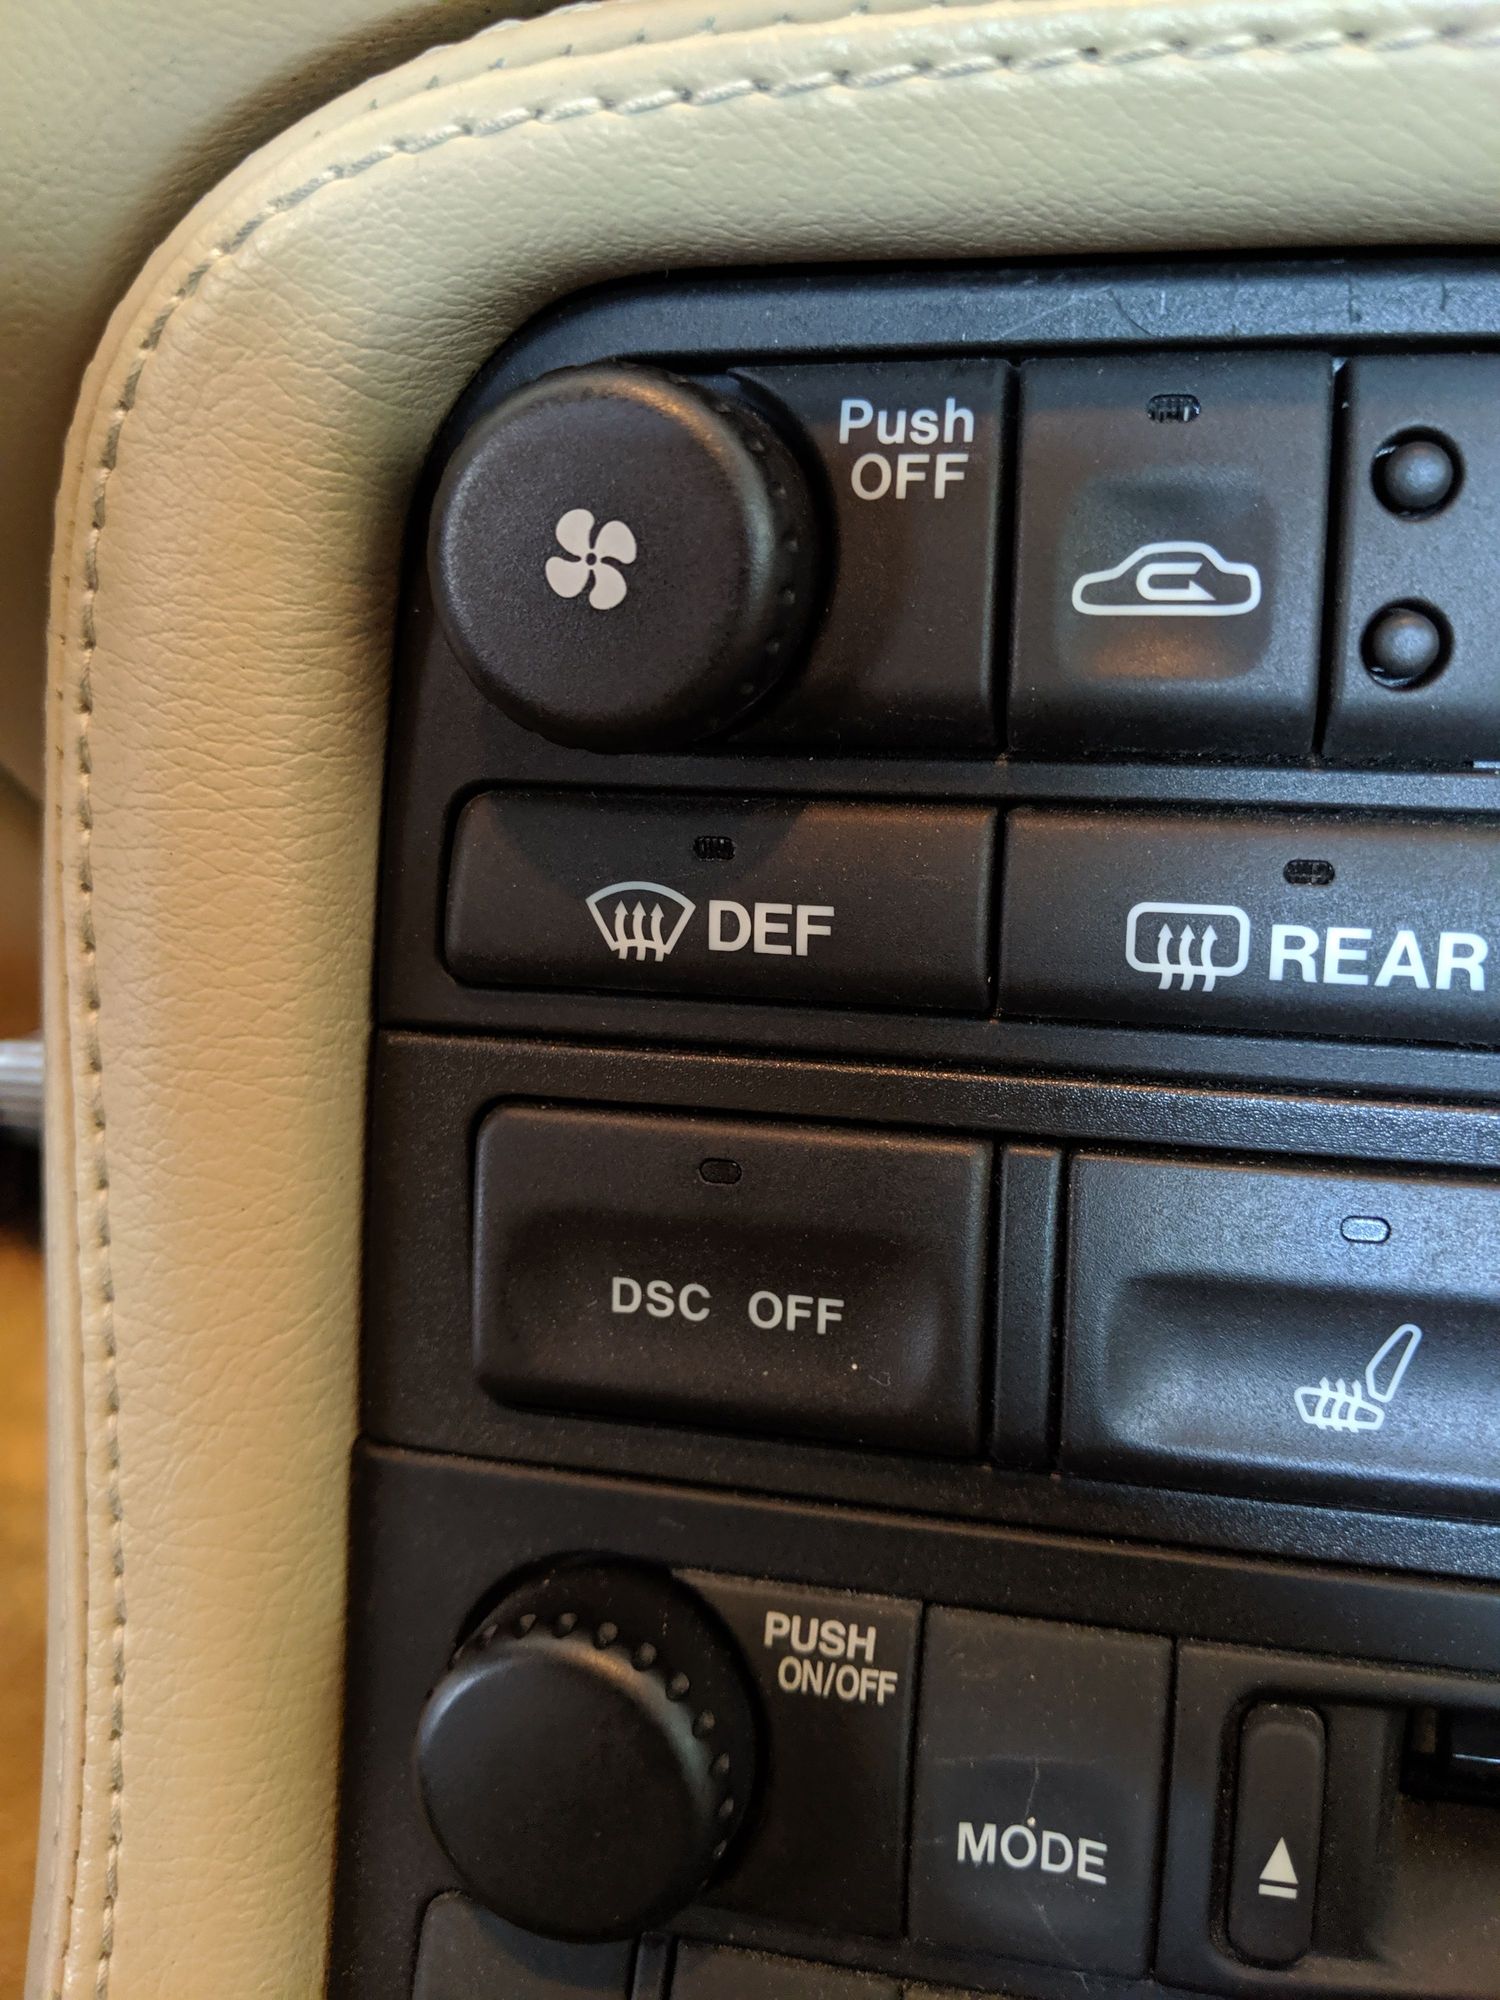 Push
OFF
DEF
REAR
DSC OFF
PUSH
ON/OFF
MODE